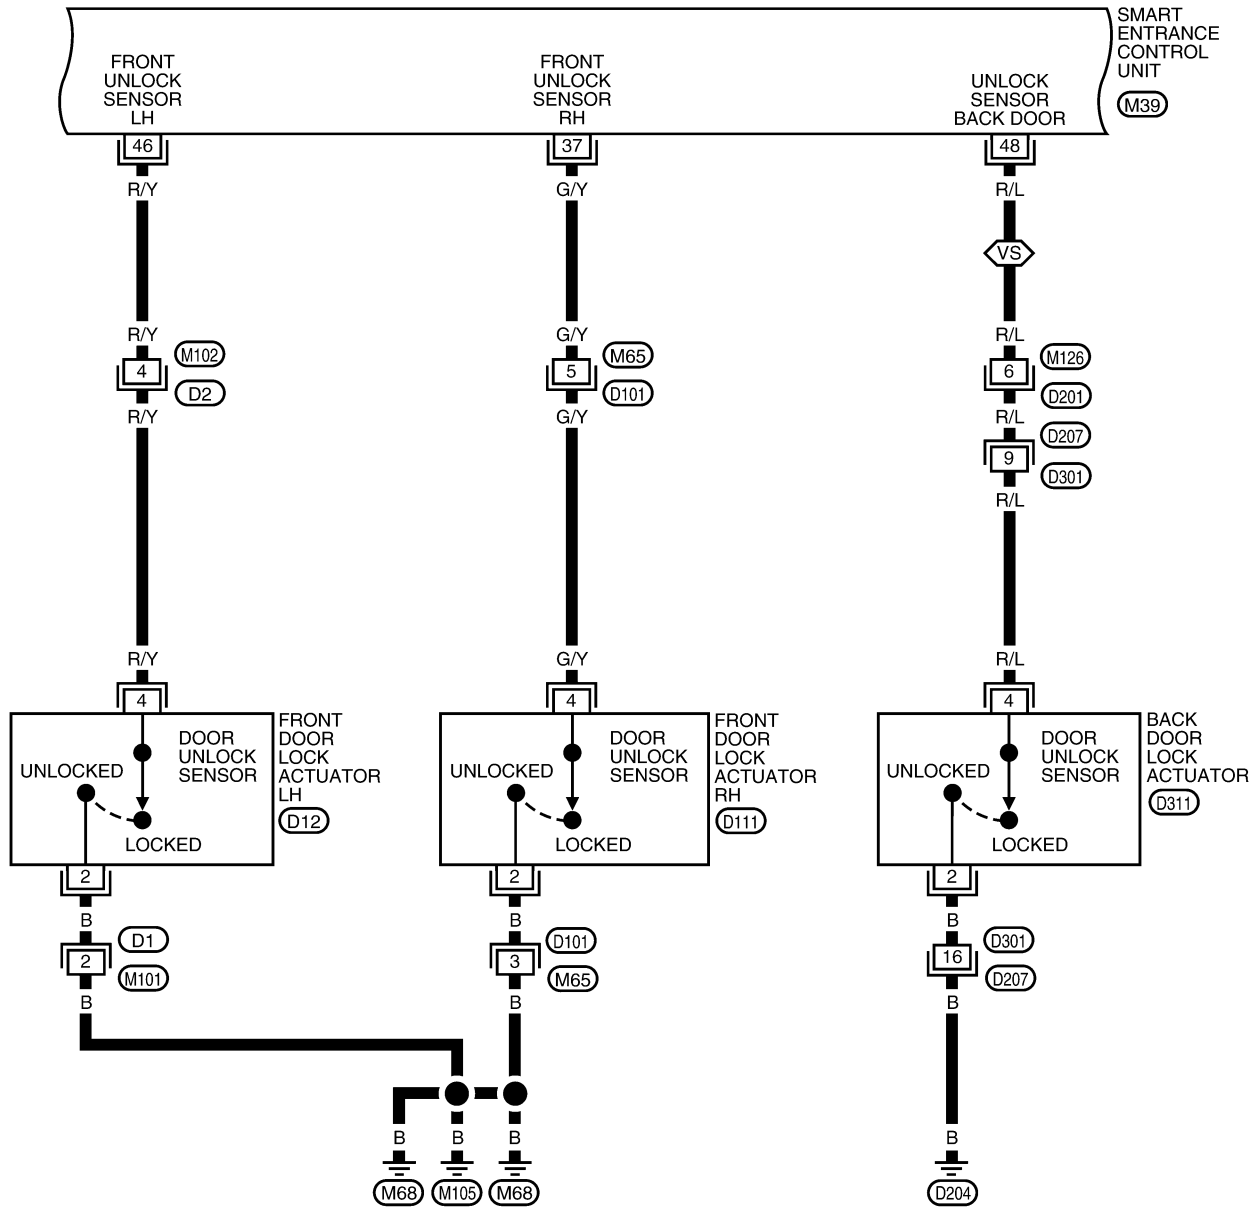 SMART
ENTRANCE
CONTROL
UNIT
M39
FRONT
UNLOCK
SENSOR
LH
FRONT
UNLOCK
SENSOR
RH
UNLOCK
SENSOR
BACK DOOR
46
37
48
R/Y
G/Y
R/L
VS
R/Y
G/Y
R/L
4
M102
D2
5
M65
D101
6
M126
D201
R/Y
G/Y
R/L
9
D207
D301
R/L
R/Y
G/Y
R/L
4
4
4
DOOR
UNLOCK
SENSOR
UNLOCKED
LOCKED
FRONT
DOOR
LOCK
ACTUATOR
LH
D12
DOOR
UNLOCK
SENSOR
UNLOCKED
LOCKED
FRONT
DOOR
LOCK
ACTUATOR
RH
D111
DOOR
UNLOCK
SENSOR
UNLOCKED
LOCKED
BACK
DOOR
LOCK
ACTUATOR
D311
2
2
2
B
B
B
2
D1
M101
3
D101
M65
16
D301
D207
B
B
B
B
B
B
B
M68
M105
M68
D204